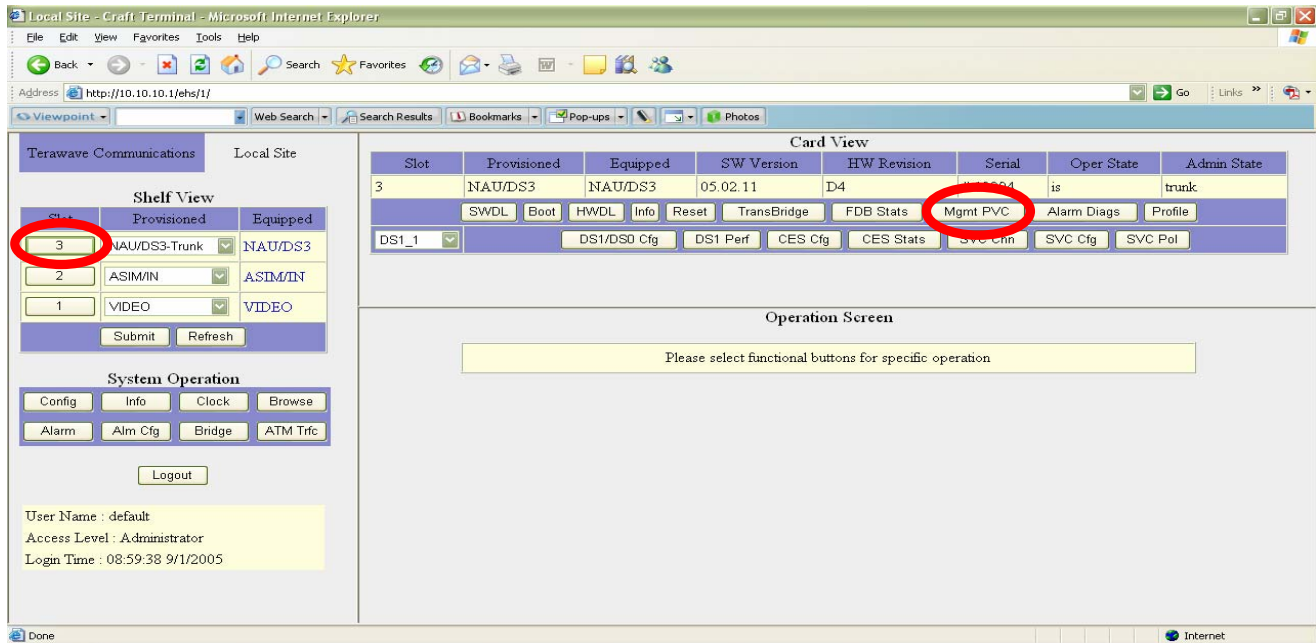 Local Site - Craft Terminal - Microsoft Internet Explorer
File Edit View Favorites Tools Help
Back Search Favorites
Address http://10.10.10.1/ehs/1/ Go Links »
Viewpoint Web Search Search Results Bookmarks Pop-ups Photos
Terawave Communications Local Site
Shelf View
Slot Provisioned Equipped
3 NAU/DS3-Trunk NAU/DS3
2 ASIM/IN ASIM/IN
1 VIDEO VIDEO
Submit Refresh
System Operation
Config Info Clock Browse
Alarm Alm Cfg Bridge ATM Trfc
Logout
User Name : default
Access Level : Administrator
Login Time : 08:59:38 9/1/2005
Card View
Slot Provisioned Equipped SW Version HW Revision Serial Oper State Admin State
3 NAU/DS3 NAU/DS3 05.02.11 D4 is trunk
SWDL Boot HWDL Info Reset TransBridge FDB Stats Mgmt PVC Alarm Diags Profile
DS1_1 DS1/DS0 Cfg DS1 Perf CES Cfg CES Stats SVC Chn SVC Cfg SVC Pol
Operation Screen
Please select functional buttons for specific operation
Done Internet